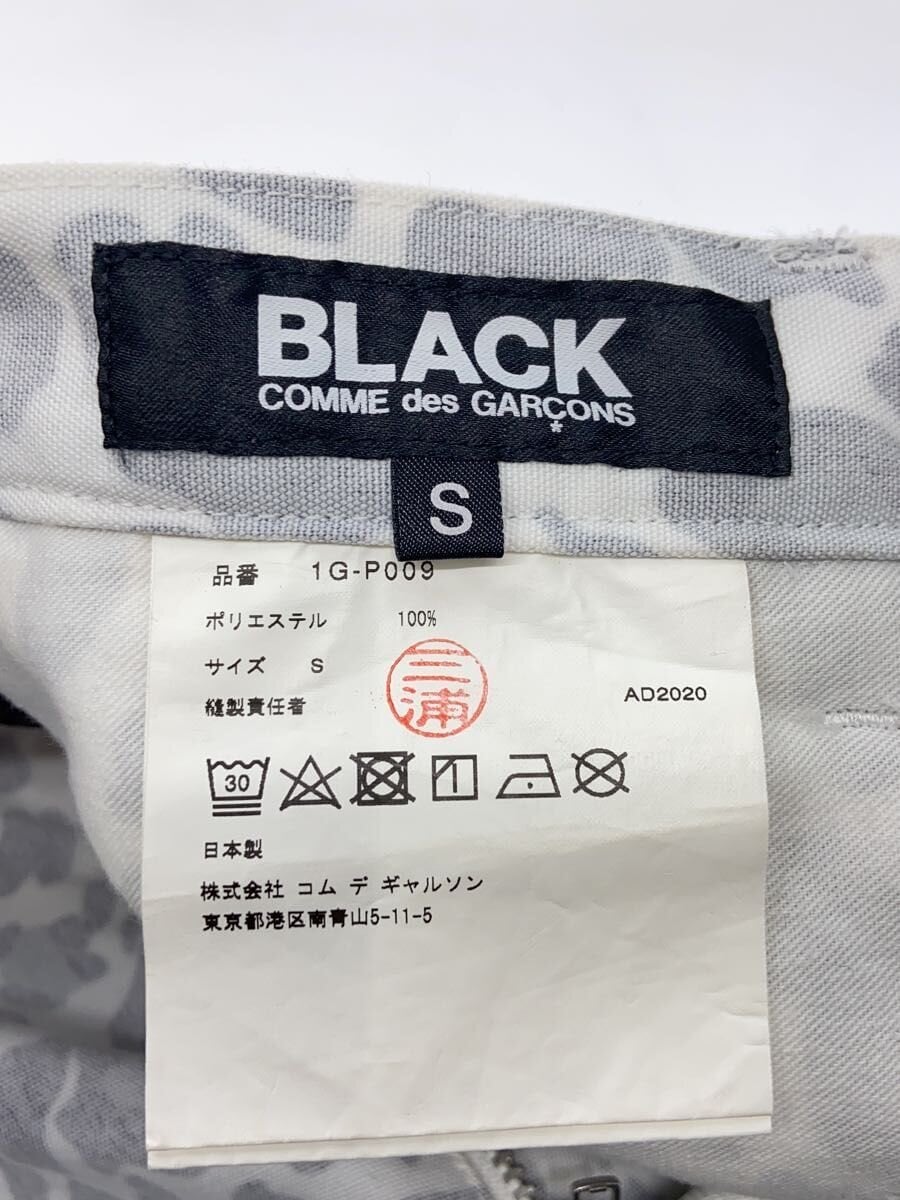 BLACK
COMME des GARÇONS
*
S
品番 1G-P009
ポリエステル 100%
サイズ S
三浦
縫製責任者 AD2020
30 1
日本製
株式会社 コム デ ギャルソン
東京都港区南青山5-11-5